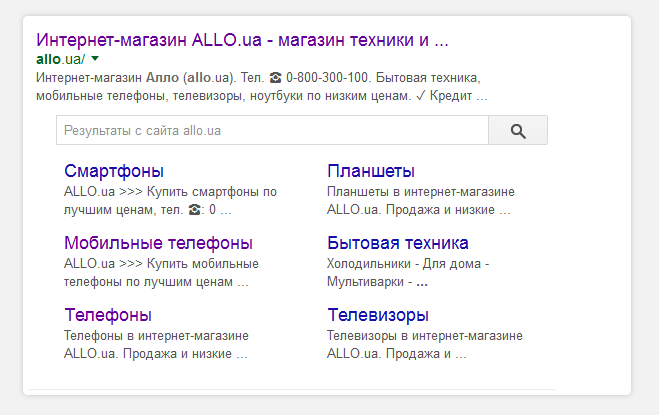 Интернет-магазин ALLO.ua - магазин техники и ...
allo.ua/
Интернет-магазин Алло (allo.ua). Тел. ☎ 0-800-300-100. Бытовая техника,
мобильные телефоны, телевизоры, ноутбуки по низким ценам. ✓ Кредит ...
Результаты с сайта allo.ua
Смартфоны
ALLO.ua >>> Купить смартфоны по
лучшим ценам, тел. ☎: 0 ...
Планшеты
Планшеты в интернет-магазине
ALLO.ua. Продажа и низкие ...
Мобильные телефоны
ALLO.ua >>> Купить мобильные
телефоны по лучшим ценам ...
Бытовая техника
Холодильники - Для дома -
Мультиварки - ...
Телефоны
Телефоны в интернет-магазине
ALLO.ua. Продажа и низкие ...
Телевизоры
Телевизоры в интернет-магазине
ALLO.ua. Продажа и ...